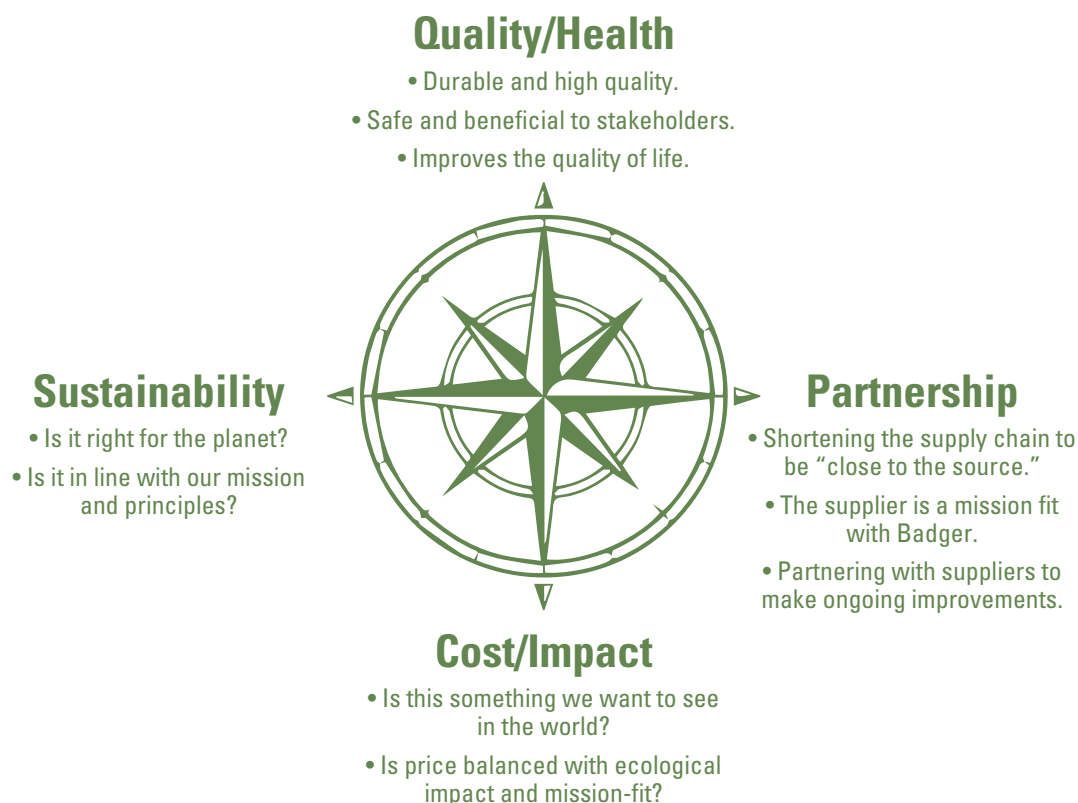 Quality/Health
• Durable and high quality.
• Safe and beneficial to stakeholders.
• Improves the quality of life.
Sustainability
• Is it right for the planet?
• Is it in line with our mission
and principles?
Partnership
• Shortening the supply chain to
be “close to the source.”
• The supplier is a mission fit
with Badger.
• Partnering with suppliers to
make ongoing improvements.
Cost/Impact
• Is this something we want to see
in the world?
• Is price balanced with ecological
impact and mission-fit?